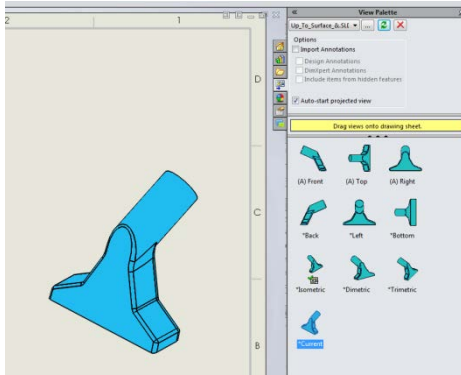 2
1
View Palette
Up_To_Surface_&.SLD
...
Options
Import Annotations
Design Annotations
DimXpert Annotations
Include items from hidden features
Auto-start projected view
Drag views onto drawing sheet.
D
(A) Front
(A) Top
(A) Right
C
*Back
*Left
*Bottom
*Isometric
*Dimetric
*Trimetric
*Current
B